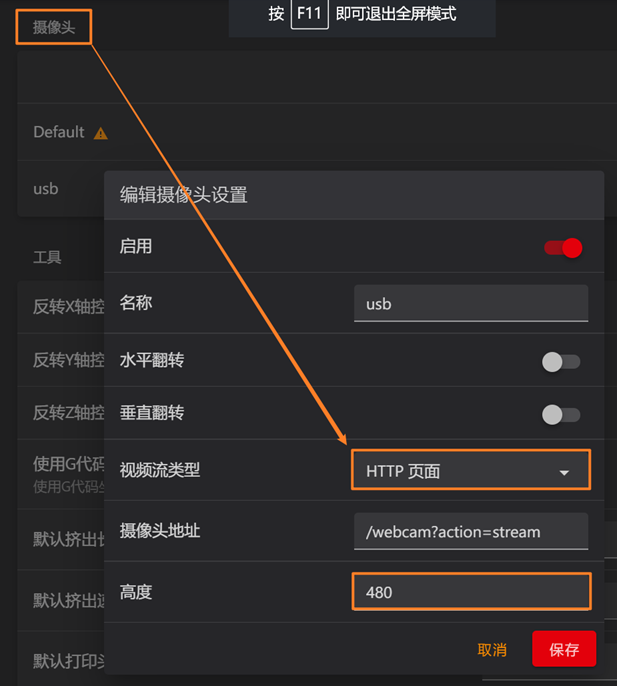 按 F11 即可退出全屏模式
摄像头
Default
usb
编辑摄像头设置
启用
名称
usb
水平翻转
垂直翻转
视频流类型
HTTP 页面
摄像头地址
/webcam?action=stream
高度
480
取消
保存
工具
反转X轴控
反转Y轴控
反转Z轴控
使用G代码
使用G代码
默认挤出
默认挤出
默认打印